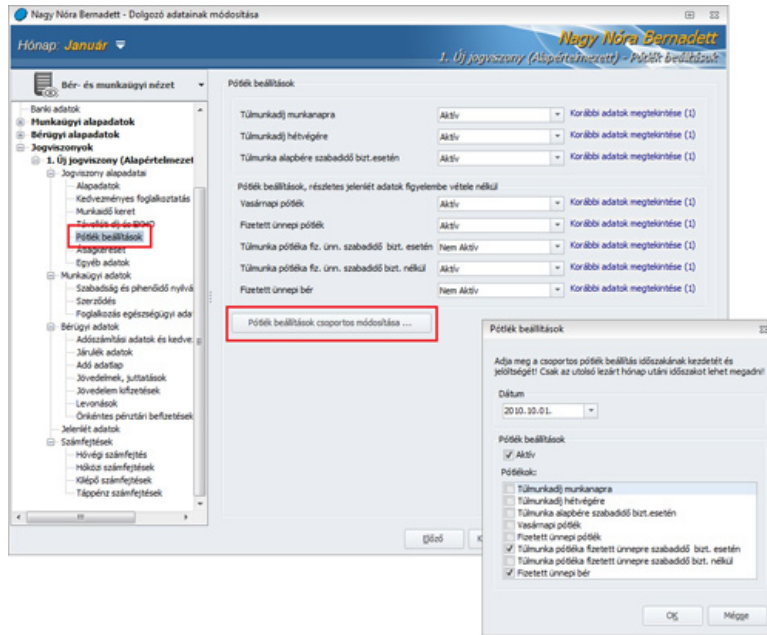 Nagy Nóra Bernadett - Dolgozó adatainak módosítása
Hónap: Január
Nagy Nóra Bernadett
1. Új jogviszony (Alapértelmezett) - Pótlék beállítások
Bér- és munkaügyi nézet
Banki adatok
Munkaügyi alapadatok
Bérügyi alapadatok
Jogviszonyok
1. Új jogviszony (Alapértelmezet
Jogviszony alapadatai
Alapadatok
Kedvezményes foglalkoztatás
Munkaidő keret
Pótlék beállítások
Átlagkereset
Egyéb adatok
Munkaügyi adatok
Szabadság és pihenőidő nyilvá
Szerződés
Foglalkozás egészségügyi ada
Bérügyi adatok
Adószámítási adatok és kedve
Járulék adatok
Adó adatlap
Jövedelmek, juttatások
Jövedelem kifizetések
Levonások
Önkéntes pénztári befizetések
Jelenlét adatok
Számfejtések
Hóvégi számfejtés
Hóközi számfejtések
Kilépő számfejtések
Táppénz számfejtések
Pótlék beállítások
Túlmunkadíj munkanapra Aktív Korábbi adatok megtekintése (1)
Túlmunkadíj hétvégére Aktív Korábbi adatok megtekintése (1)
Túlmunka alapbére szabadidő bizt.esetén Aktív Korábbi adatok megtekintése (1)
Pótlék beállítások, részletes jelenlét adatok figyelembe vétele nélkül
Vasárnapi pótlék Aktív Korábbi adatok megtekintése (1)
Fizetett ünnepi pótlék Aktív Korábbi adatok megtekintése (1)
Túlmunka pótléka fiz. ünn. szabadidő bizt. esetén Nem Aktív Korábbi adatok megtekintése (1)
Túlmunka pótléka fiz. ünn. szabadidő bizt. nélkül Aktív Korábbi adatok megtekintése (1)
Fizetett ünnepi bér Nem Aktív Korábbi adatok megtekintése (1)
Pótlék beállítások csoportos módosítása ...
Előző K
Pótlék beállítások
Adja meg a csoportos pótlék beállítás időszakának kezdetét és
jelöltségét! Csak az utolsó lezárt hónap utáni időszakot lehet megadni!
Dátum
2010.10.01.
Pótlék beállítások
Aktív
Pótlékok:
Túlmunkadíj munkanapra
Túlmunkadíj hétvégére
Túlmunka alapbére szabadidő bizt.esetén
Vasárnapi pótlék
Fizetett ünnepi pótlék
Túlmunka pótléka fizetett ünnepre szabadidő bizt. esetén
Túlmunka pótléka fizetett ünnepre szabadidő bizt. nélkül
Fizetett ünnepi bér
OK Mégse